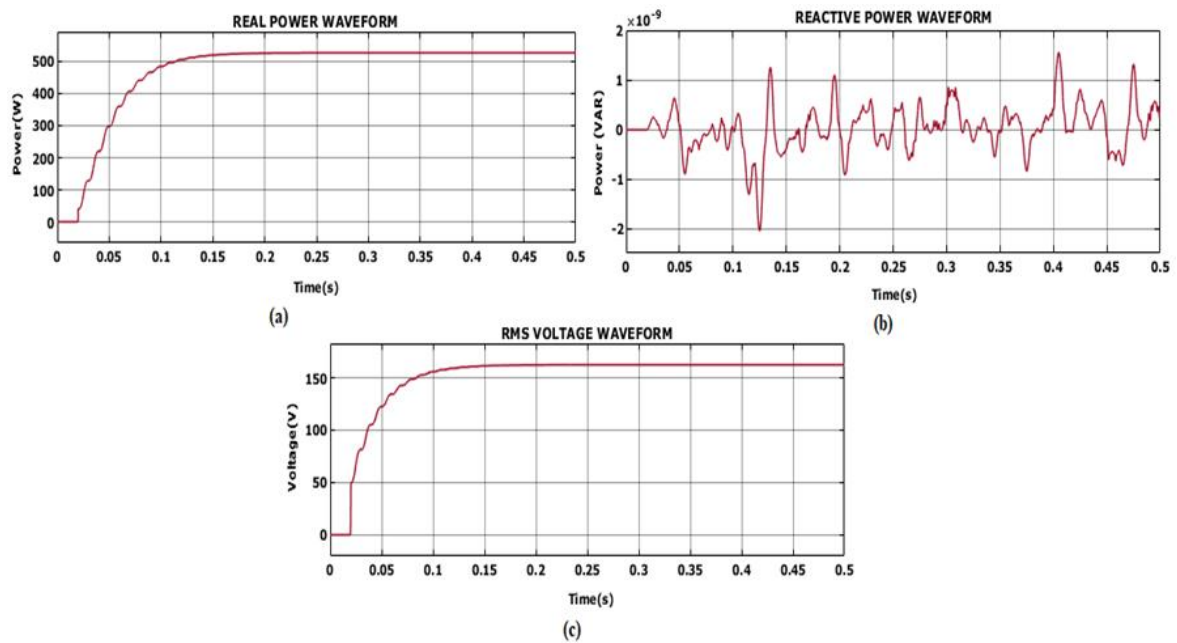 REAL POWER WAVEFORM
Power(W)
500
400
300
200
100
0
0 0.05 0.1 0.15 0.2 0.25 0.3 0.35 0.4 0.45 0.5
Time(s)
(a)
REACTIVE POWER WAVEFORM
×10-9
Power (VAR)
2
1
0
-1
-2
0 0.05 0.1 0.15 0.2 0.25 0.3 0.35 0.4 0.45 0.5
Time(s)
(b)
RMS VOLTAGE WAVEFORM
Voltage(V)
150
100
50
0
0 0.05 0.1 0.15 0.2 0.25 0.3 0.35 0.4 0.45 0.5
Time(s)
(c)